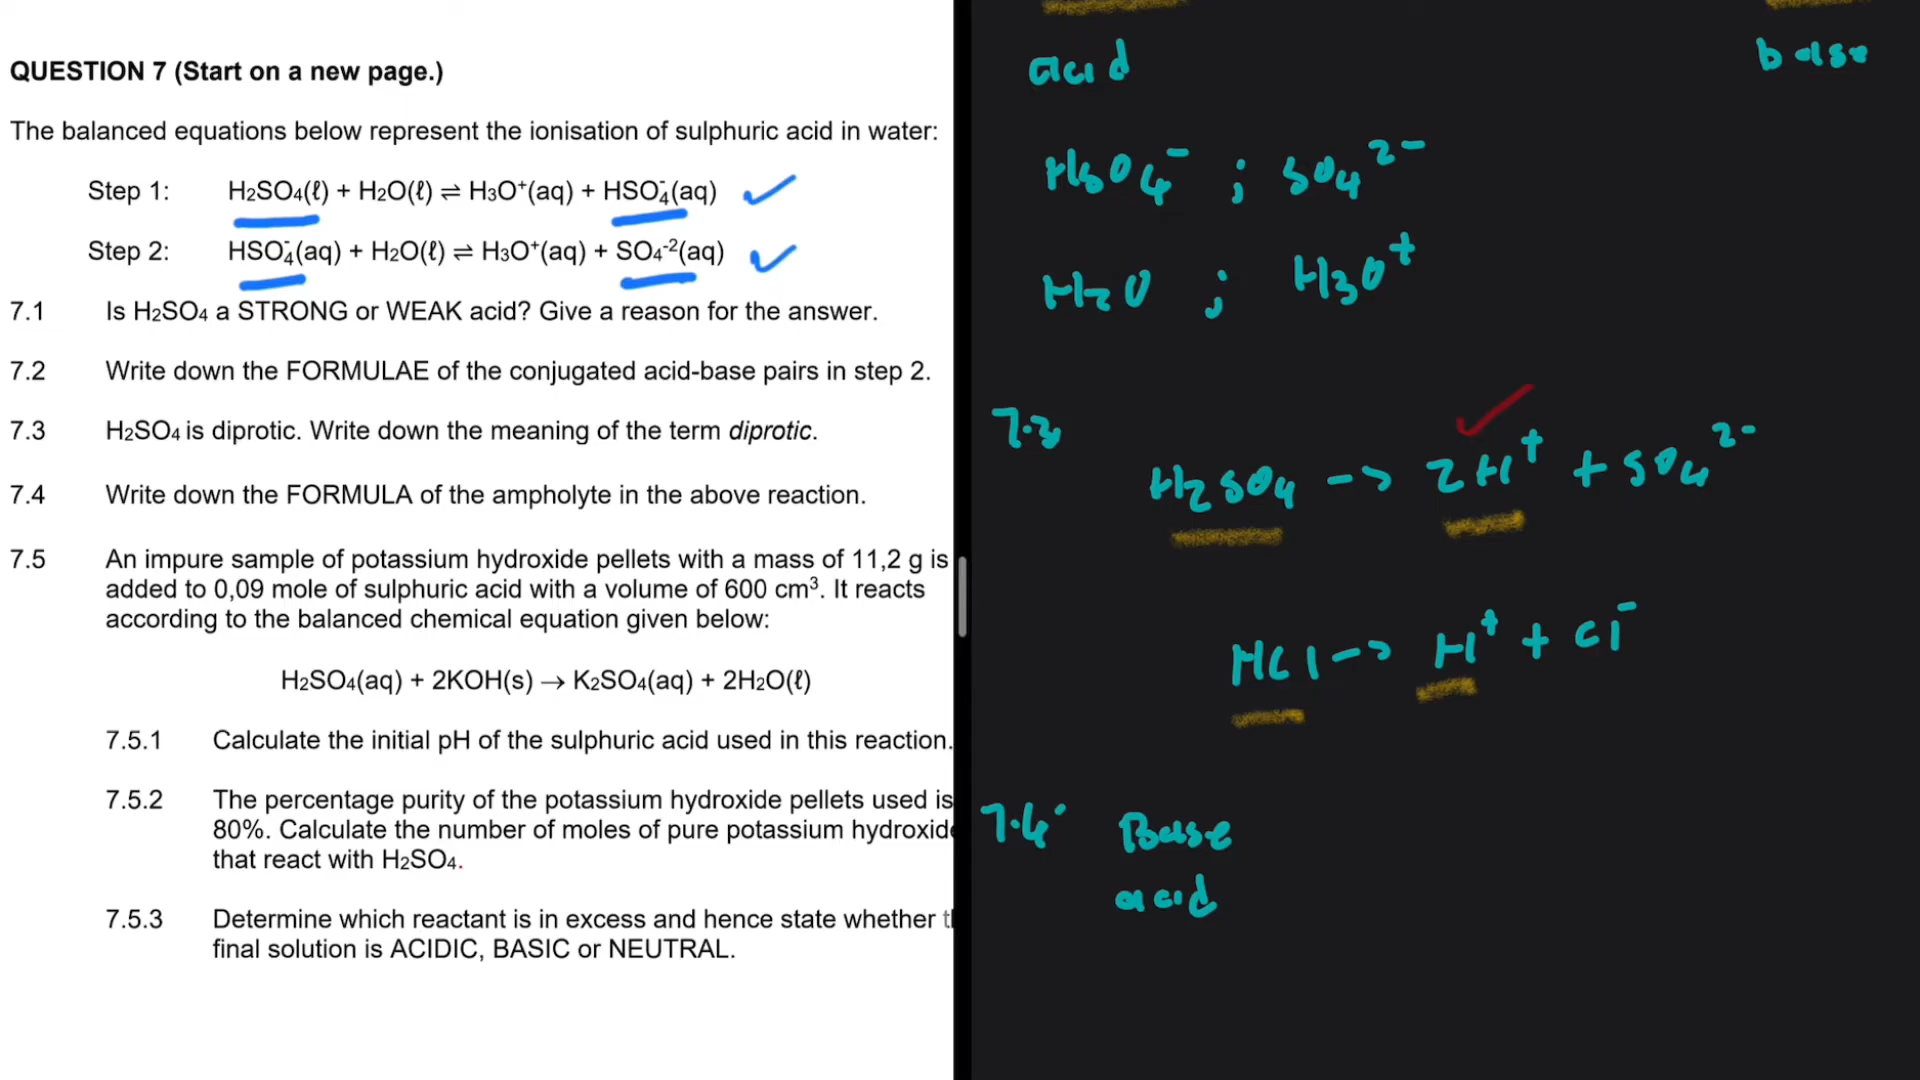 QUESTION 7 (Start on a new page.)
The balanced equations below represent the ionisation of sulphuric acid in water:
Step 1: H₂SO₄(ℓ) + H₂O(ℓ) ⇌ H₃O⁺(aq) + HSO₄⁻(aq)
Step 2: HSO₄⁻(aq) + H₂O(ℓ) ⇌ H₃O⁺(aq) + SO₄⁻²(aq)
7.1 Is H₂SO₄ a STRONG or WEAK acid? Give a reason for the answer.
7.2 Write down the FORMULAE of the conjugated acid-base pairs in step 2.
7.3 H₂SO₄ is diprotic. Write down the meaning of the term diprotic.
7.4 Write down the FORMULA of the ampholyte in the above reaction.
7.5 An impure sample of potassium hydroxide pellets with a mass of 11,2 g is
added to 0,09 mole of sulphuric acid with a volume of 600 cm³. It reacts
according to the balanced chemical equation given below:
H₂SO₄(aq) + 2KOH(s) → K₂SO₄(aq) + 2H₂O(ℓ)
7.5.1 Calculate the initial pH of the sulphuric acid used in this reaction.
7.5.2 The percentage purity of the potassium hydroxide pellets used is
80%. Calculate the number of moles of pure potassium hydroxid
that react with H₂SO₄.
7.5.3 Determine which reactant is in excess and hence state whether
final solution is ACIDIC, BASIC or NEUTRAL.
acid base
HSO₄⁻ ; SO₄²⁻
H₂O ; H₃O⁺
7.3
H₂SO₄ → 2H⁺ + SO₄²⁻
HCl → H⁺ + Cl⁻
7.4 Base
acid